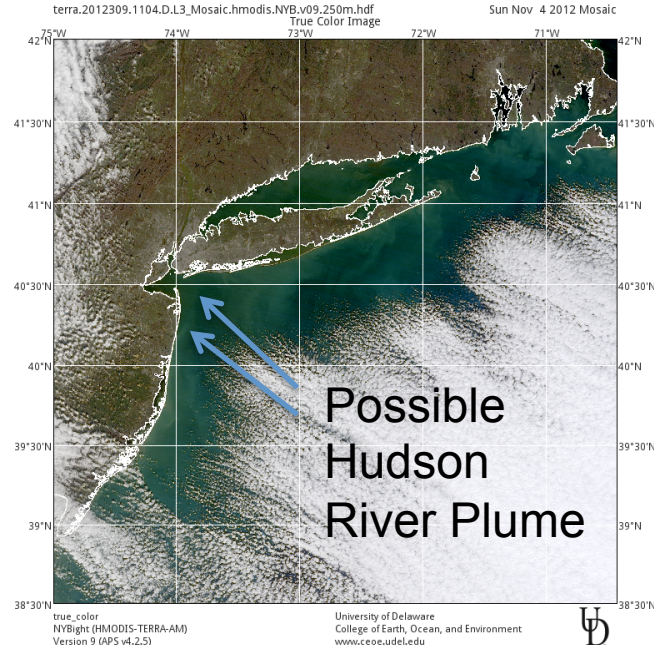 terra.2012309.1104.D.L3_Mosaic.hmodis.NYB.v09.250m.hdf Sun Nov 4 2012 Mosaic
True Color Image
75°W 74°W 73°W 72°W 71°W
42°N 42°N
41°30'N 41°30'N
41°N 41°N
40°30'N 40°30'N
40°N 40°N
39°30'N 39°30'N
39°N 39°N
38°30'N 38°30'N
Possible
Hudson
River Plume
true_color
NYBight (HMODIS-TERRA-AM)
Version 9 (APS v4.2.5)
University of Delaware
College of Earth, Ocean, and Environment
www.ceoe.udel.edu
UD